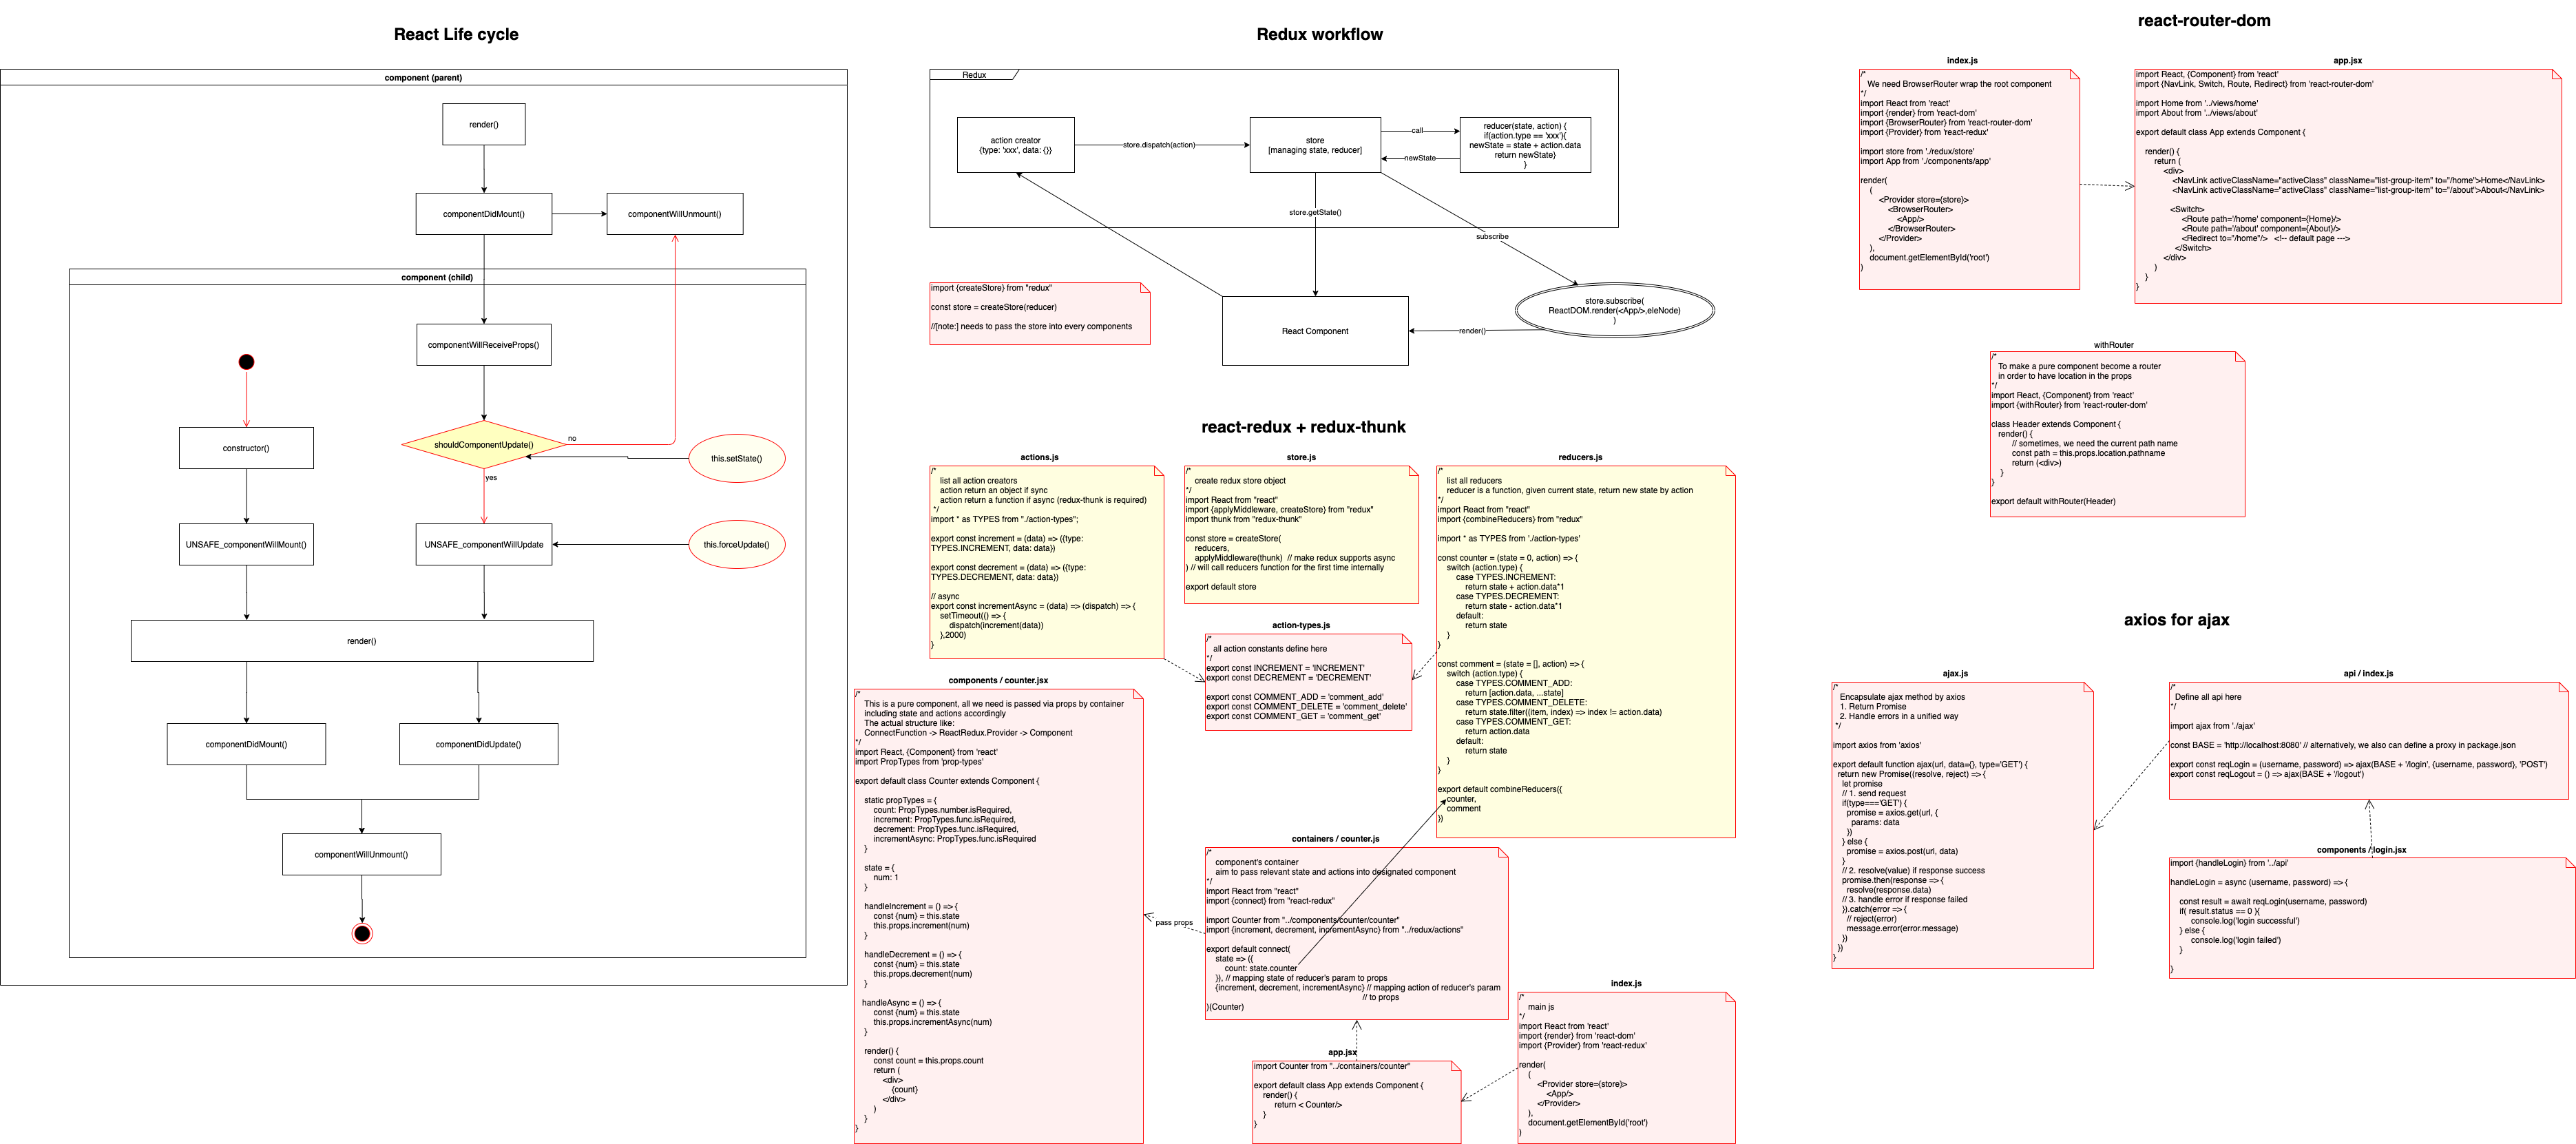 React Life cycle
component (parent)
render()
componentDidMount()
componentWillUnmount()
component (child)
componentWillReceiveProps()
constructor()
shouldComponentUpdate()
no
yes
this.setState()
UNSAFE_componentWillMount()
UNSAFE_componentWillUpdate
this.forceUpdate()
render()
componentDidMount()
componentDidUpdate()
componentWillUnmount()
Redux workflow
Redux
action creator
{type: 'xxx', data: {}}
store.dispatch(action)
store
[managing state, reducer]
call
newState
reducer(state, action) {
if(action.type == 'xxx'){
newState = state + action.data
return newState}
}
store.getState()
subscribe
import {createStore} from "redux"
const store = createStore(reducer)
//[note:] needs to pass the store into every components
React Component
render()
store.subscribe(
ReactDOM.render(<App/>,eleNode)
)
react-redux + redux-thunk
actions.js
/*
list all action creators
action return an object if sync
action return a function if async (redux-thunk is required)
*/
import * as TYPES from "./action-types";
export const increment = (data) => ({type:
TYPES.INCREMENT, data: data})
export const decrement = (data) => ({type:
TYPES.DECREMENT, data: data})
// async
export const incrementAsync = (data) => (dispatch) => {
setTimeout(() => {
dispatch(increment(data))
},2000)
}
store.js
/*
create redux store object
*/
import React from "react"
import {applyMiddleware, createStore} from "redux"
import thunk from "redux-thunk"
const store = createStore(
reducers,
applyMiddleware(thunk)  // make redux supports async
) // will call reducers function for the first time internally
export default store
reducers.js
/*
list all reducers
reducer is a function, given current state, return new state by action
*/
import React from "react"
import {combineReducers} from "redux"
import * as TYPES from './action-types'
const counter = (state = 0, action) => {
switch (action.type) {
case TYPES.INCREMENT:
return state + action.data*1
case TYPES.DECREMENT:
return state - action.data*1
default:
return state
}
}
const comment = (state = [], action) => {
switch (action.type) {
case TYPES.COMMENT_ADD:
return [action.data, ...state]
case TYPES.COMMENT_DELETE:
return state.filter((item, index) => index != action.data)
case TYPES.COMMENT_GET:
return action.data
default:
return state
}
}
export default combineReducers({
counter,
comment
})
action-types.js
/*
all action constants define here
*/
export const INCREMENT = 'INCREMENT'
export const DECREMENT = 'DECREMENT'
export const COMMENT_ADD = 'comment_add'
export const COMMENT_DELETE = 'comment_delete'
export const COMMENT_GET = 'comment_get'
components / counter.jsx
/*
This is a pure component, all we need is passed via props by container
including state and actions accordingly
The actual structure like:
ConnectFunction -> ReactRedux.Provider -> Component
*/
import React, {Component} from 'react'
import PropTypes from 'prop-types'
export default class Counter extends Component {
static propTypes = {
count: PropTypes.number.isRequired,
increment: PropTypes.func.isRequired,
decrement: PropTypes.func.isRequired,
incrementAsync: PropTypes.func.isRequired
}
state = {
num: 1
}
handleIncrement = () => {
const {num} = this.state
this.props.increment(num)
}
handleDecrement = () => {
const {num} = this.state
this.props.decrement(num)
}
handleAsync = () => {
const {num} = this.state
this.props.incrementAsync(num)
}
render() {
const count = this.props.count
return (
<div>
{count}
</div>
)
}
}
pass props
containers / counter.js
/*
component's container
aim to pass relevant state and actions into designated component
*/
import React from "react"
import {connect} from "react-redux"
import Counter from "../components/counter/counter"
import {increment, decrement, incrementAsync} from "../redux/actions"
export default connect(
state => ({
count: state.counter
}), // mapping state of reducer's param to props
{increment, decrement, incrementAsync} // mapping action of reducer's param
// to props
)(Counter)
app.jsx
import Counter from "../containers/counter"
export default class App extends Component {
render() {
return < Counter/>
}
}
index.js
/*
main js
*/
import React from 'react'
import {render} from 'react-dom'
import {Provider} from 'react-redux'
render(
(
<Provider store={store}>
<App/>
</Provider>
),
document.getElementById('root')
)
react-router-dom
index.js
/*
We need BrowserRouter wrap the root component
*/
import React from 'react'
import {render} from 'react-dom'
import {BrowserRouter} from 'react-router-dom'
import {Provider} from 'react-redux'
import store from './redux/store'
import App from './components/app'
render(
(
<Provider store={store}>
<BrowserRouter>
<App/>
</BrowserRouter>
</Provider>
),
document.getElementById('root')
)
app.jsx
import React, {Component} from 'react'
import {NavLink, Switch, Route, Redirect} from 'react-router-dom'
import Home from '../views/home'
import About from '../views/about'
export default class App extends Component {
render() {
return (
<div>
<NavLink activeClassName="activeClass" className="list-group-item" to="/home">Home</NavLink>
<NavLink activeClassName="activeClass" className="list-group-item" to="/about">About</NavLink>
<Switch>
<Route path='/home' component={Home}/>
<Route path='/about' component={About}/>
<Redirect to="/home"/>  <!-- default page --->
</Switch>
</div>
)
}
}
withRouter
/*
To make a pure component become a router
in order to have location in the props
*/
import React, {Component} from 'react'
import {withRouter} from 'react-router-dom'
class Header extends Component {
render() {
// sometimes, we need the current path name
const path = this.props.location.pathname
return (<div>)
}
}
export default withRouter(Header)
axios for ajax
ajax.js
/*
Encapsulate ajax method by axios
1. Return Promise
2. Handle errors in a unified way
*/
import axios from 'axios'
export default function ajax(url, data={}, type='GET') {
return new Promise((resolve, reject) => {
let promise
// 1. send request
if(type==='GET') {
promise = axios.get(url, {
params: data
})
} else {
promise = axios.post(url, data)
}
// 2. resolve(value) if response success
promise.then(response => {
resolve(response.data)
// 3. handle error if response failed
}).catch(error => {
// reject(error)
message.error(error.message)
})
})
}
api / index.js
/*
Define all api here
*/
import ajax from './ajax'
const BASE = 'http://localhost:8080' // alternatively, we also can define a proxy in package.json
export const reqLogin = (username, password) => ajax(BASE + '/login', {username, password}, 'POST')
export const reqLogout = () => ajax(BASE + '/logout')
components / login.jsx
import {handleLogin} from '../api'
handleLogin = async (username, password) => {
const result = await reqLogin(username, password)
if( result.status == 0 ){
console.log('login successful')
} else {
console.log('login failed')
}
}